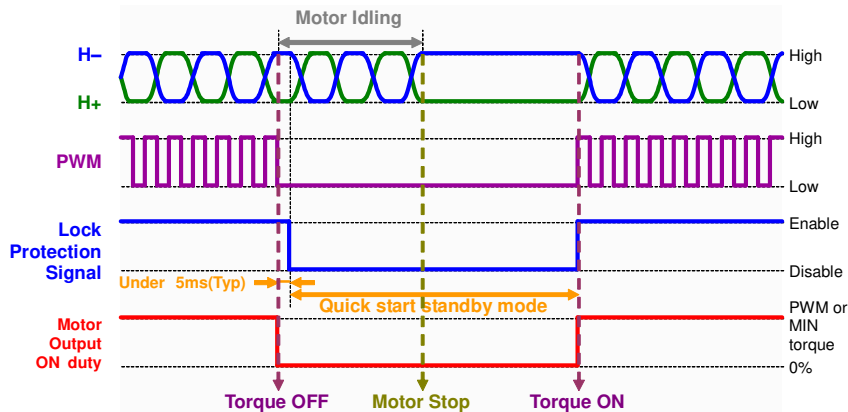 Motor Idling
H–
High
H+
Low
PWM
High
Low
Lock
Protection
Signal
Enable
Disable
Under 5ms(Typ)
Quick start standby mode
Motor
Output
ON duty
PWM or
MIN
torque
0%
Torque OFF
Motor Stop
Torque ON